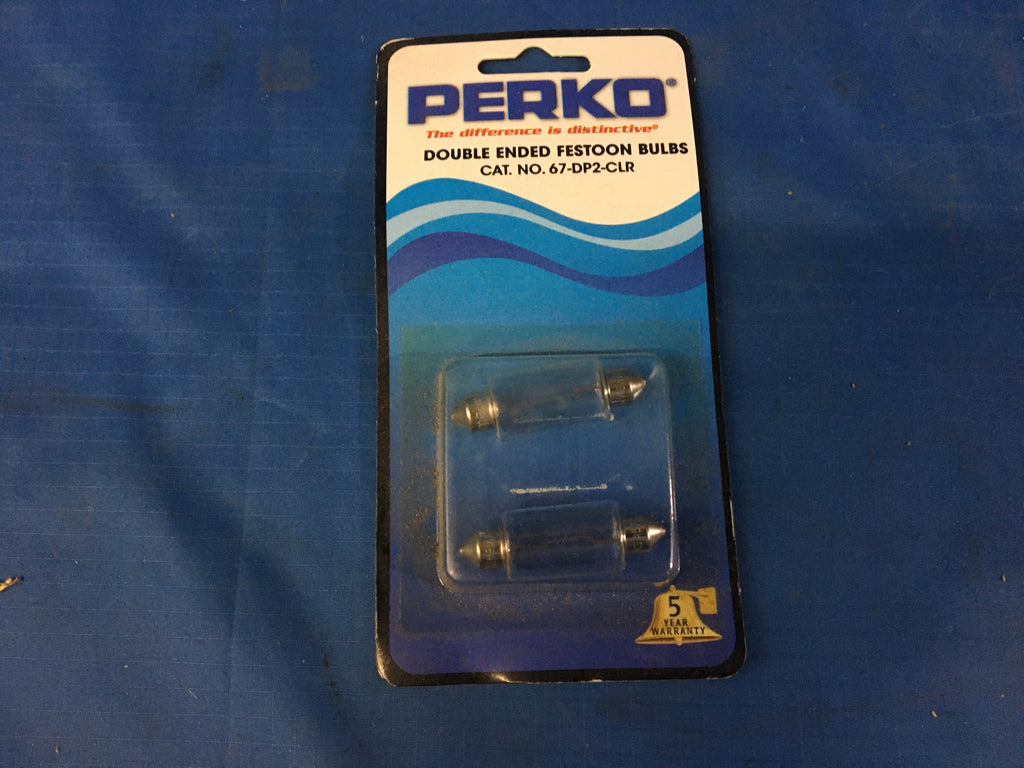 PERKO®
The difference is distinctive®
DOUBLE ENDED FESTOON BULBS
CAT. NO. 67-DP2-CLR
5
YEAR
WARRANTY